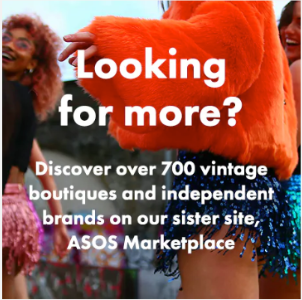 Looking
for more?
Discover over 700 vintage
boutiques and independent
brands on our sister site,
ASOS Marketplace